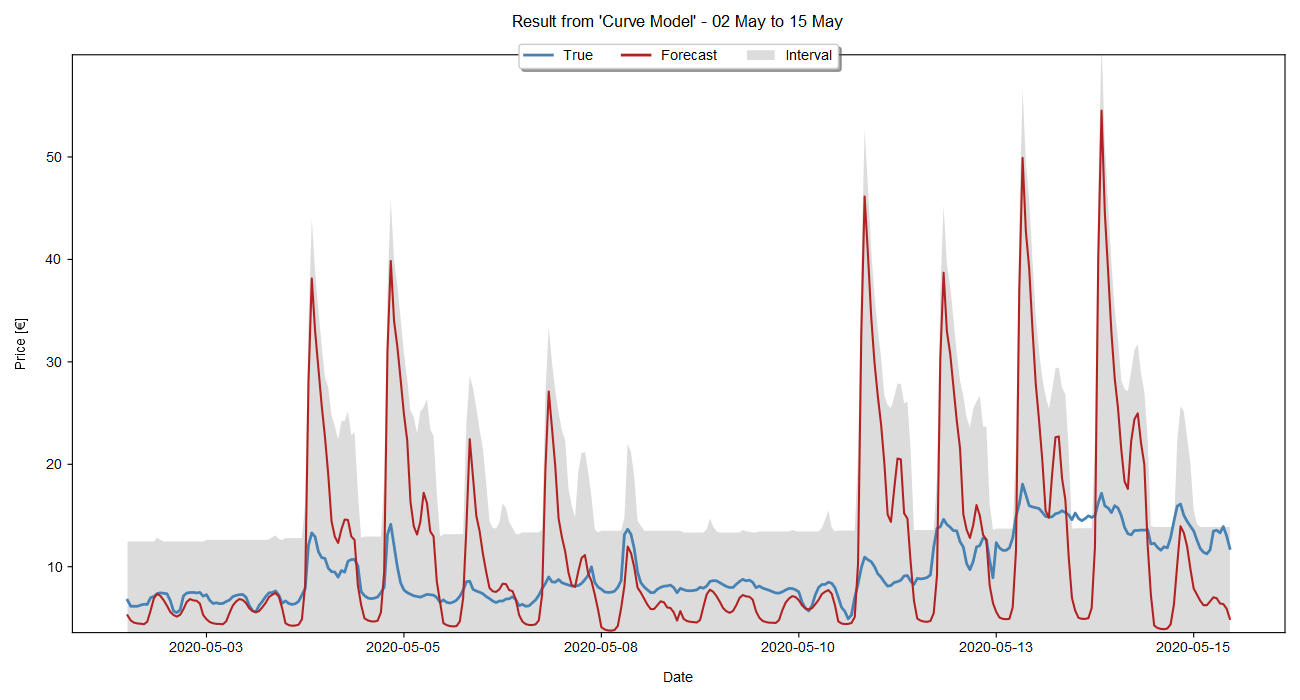 Result from 'Curve Model' - 02 May to 15 May
True Forecast Interval
50
40
30
20
10
Price [€]
2020-05-03 2020-05-05 2020-05-08 2020-05-10 2020-05-13 2020-05-15
Date